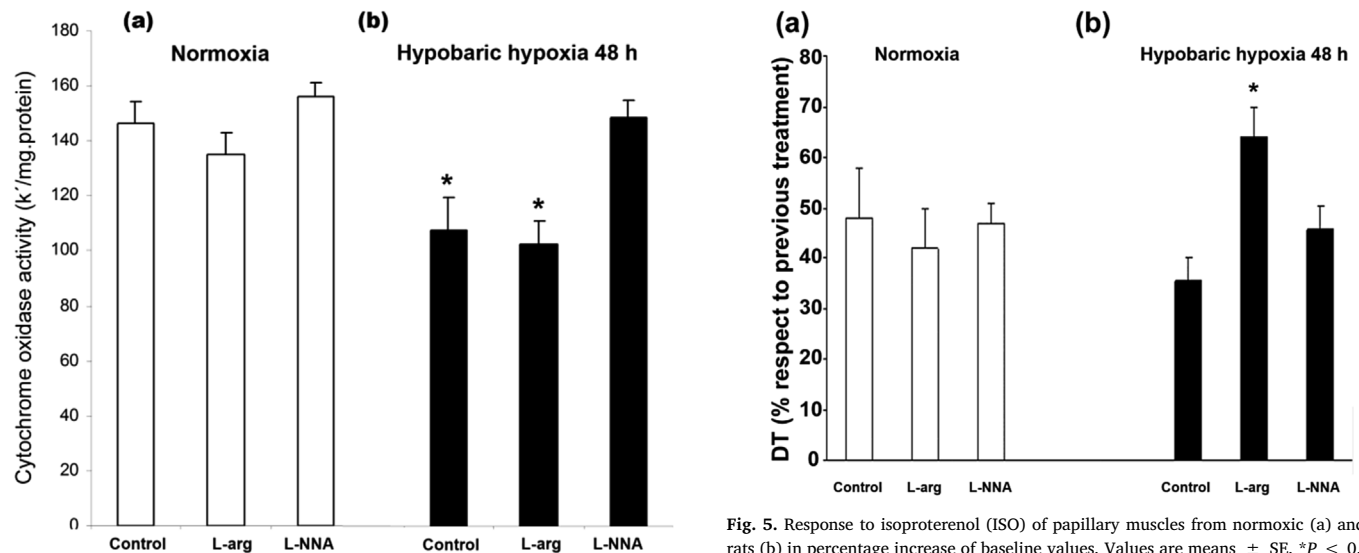 (a)
(b)
Normoxia
Hypobaric hypoxia 48 h
Cytochrome oxidase activity (k´/mg.protein)
180
160
140
120
100
80
60
40
20
0
*
*
Control
L-arg
L-NNA
Control
L-arg
L-NNA
(a)
(b)
Normoxia
Hypobaric hypoxia 48 h
DT (% respect to previous treatment)
80
70
60
50
40
30
20
10
0
*
Control
L-arg
L-NNA
Control
L-arg
L-NNA
Fig. 5. Response to isoproterenol (ISO) of papillary muscles from normoxic (a) and
rats (b) in percentage increase of baseline values. Values are means ± SE. *P < 0.